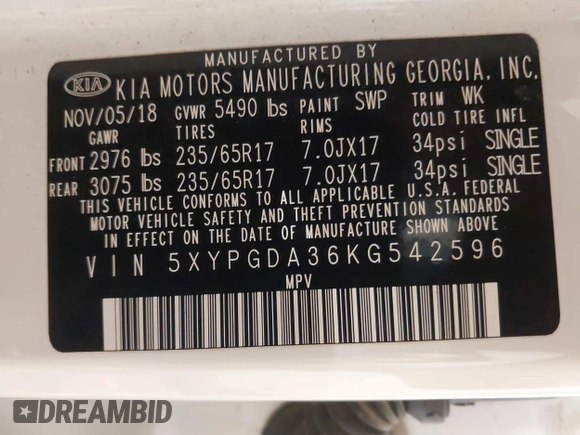 MANUFACTURED BY
KIA KIA MOTORS MANUFACTURING GEORGIA, INC.
NOV/05/18 GVWR 5490 lbs PAINT SWP TRIM WK
GAWR TIRES RIMS COLD TIRE INFL
FRONT 2976 lbs 235/65R17 7.0JX17 34psi SINGLE
REAR 3075 lbs 235/65R17 7.0JX17 34psi SINGLE
THIS VEHICLE CONFORMS TO ALL APPLICABLE U.S.A. FEDERAL
MOTOR VEHICLE SAFETY AND THEFT PREVENTION STANDARDS
IN EFFECT ON THE DATE OF MANUFACTURE SHOWN ABOVE
VIN 5XYPGDA36KG542596
MPV
DREAMBID